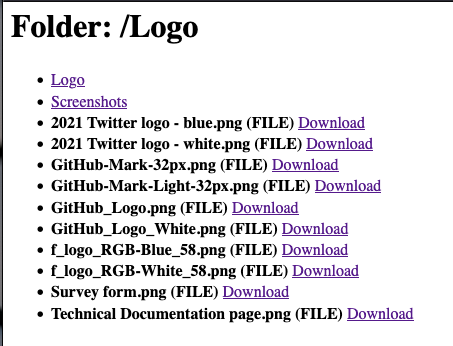 Folder: /Logo
Logo
Screenshots
2021 Twitter logo - blue.png (FILE) Download
2021 Twitter logo - white.png (FILE) Download
GitHub-Mark-32px.png (FILE) Download
GitHub-Mark-Light-32px.png (FILE) Download
GitHub_Logo.png (FILE) Download
GitHub_Logo_White.png (FILE) Download
f_logo_RGB-Blue_58.png (FILE) Download
f_logo_RGB-White_58.png (FILE) Download
Survey form.png (FILE) Download
Technical Documentation page.png (FILE) Download